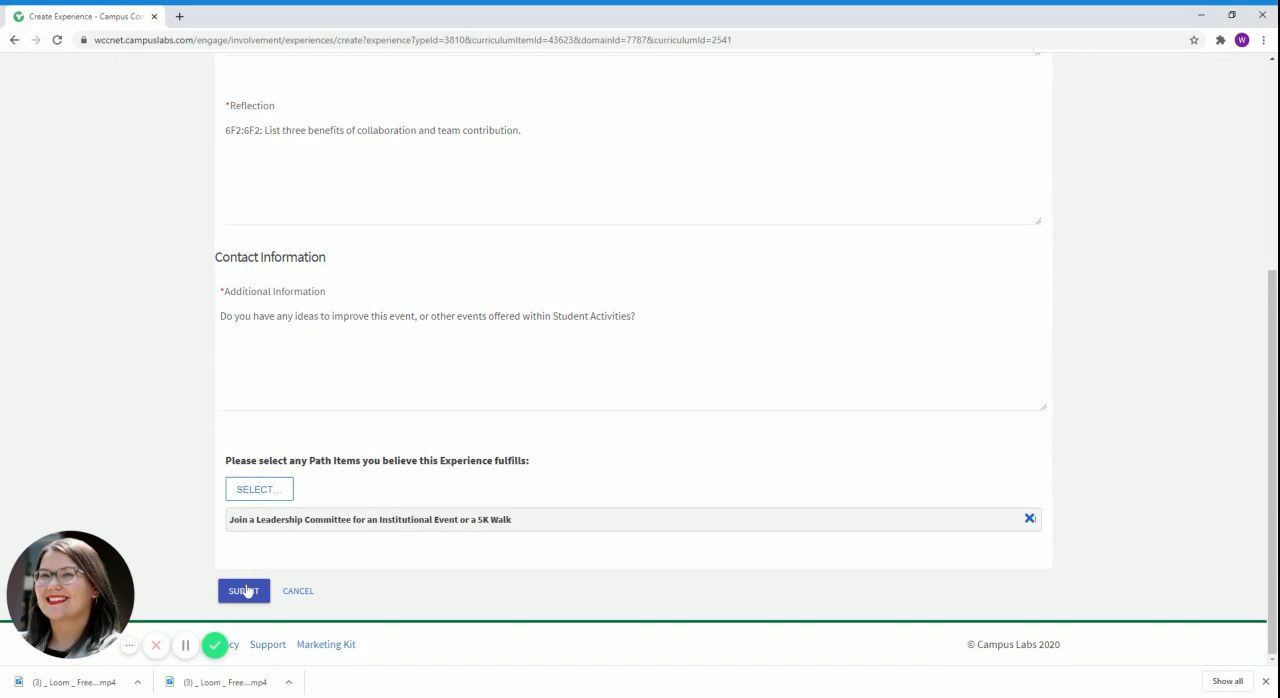 Create Experience - Campus Cor
wccnet.campuslabs.com/engage/involvement/experiences/create?experienceTypeId=3810&curriculumItemId=43623&domainId=7787&curriculumId=2541
W
*Reflection
6F2:6F2: List three benefits of collaboration and team contribution.
Contact Information
*Additional Information
Do you have any ideas to improve this event, or other events offered within Student Activities?
Please select any Path Items you believe this Experience fulfills:
SELECT...
Join a Leadership Committee for an Institutional Event or a 5K Walk
SUBMIT CANCEL
cy Support Marketing Kit © Campus Labs 2020
(3)_ Loom _ Free....mp4 (3)_ Loom _ Free....mp4 Show all